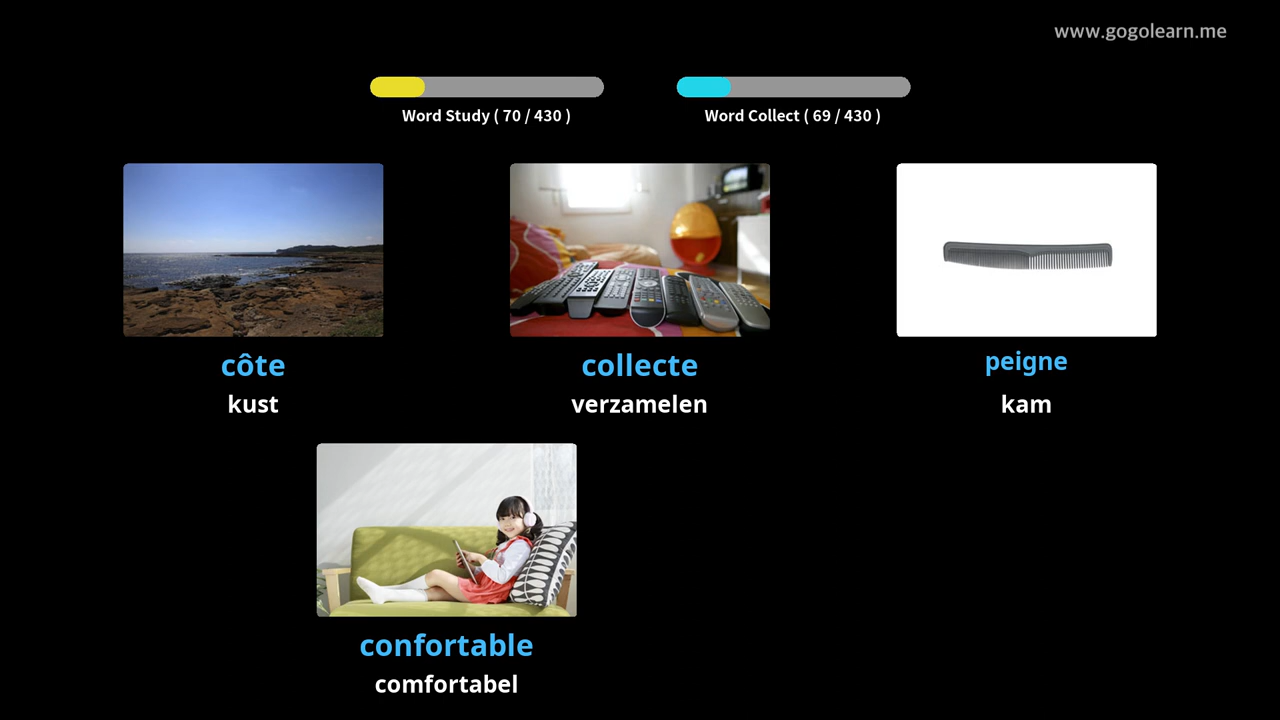 www.gogolearn.me
Word Study ( 70 / 430 )
Word Collect ( 69 / 430 )
côte
collecte
peigne
kust
verzamelen
kam
confortable
comfortabel